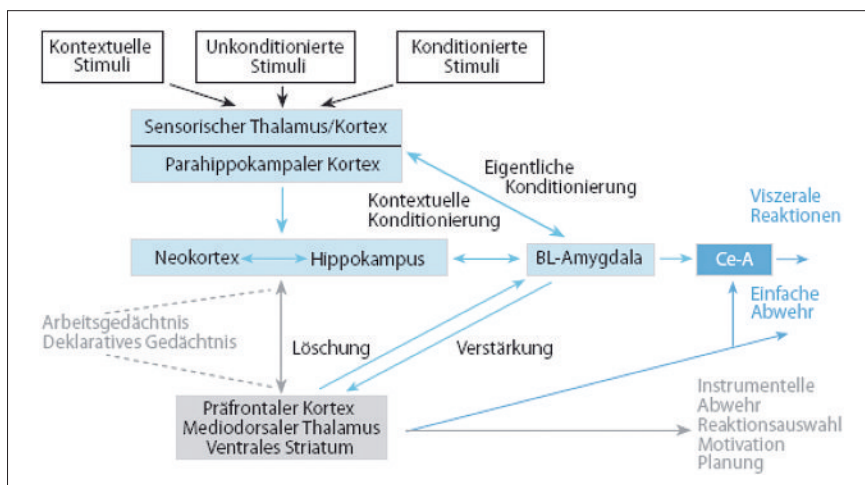 Kontextuelle
Stimuli
Unkonditionierte
Stimuli
Konditionierte
Stimuli
Sensorischer Thalamus/Kortex
Parahippokampaler Kortex
Eigentliche
Konditionierung
Kontextuelle
Konditionierung
Viszerale
Reaktionen
Neokortex
Hippokampus
BL-Amygdala
Ce-A
Einfache
Abwehr
Arbeitsgedächtnis
Deklaratives Gedächtnis
Löschung
Verstärkung
Präfrontaler Kortex
Mediodorsaler Thalamus
Ventrales Striatum
Instrumentelle
Abwehr
Reaktionsauswahl
Motivation
Planung